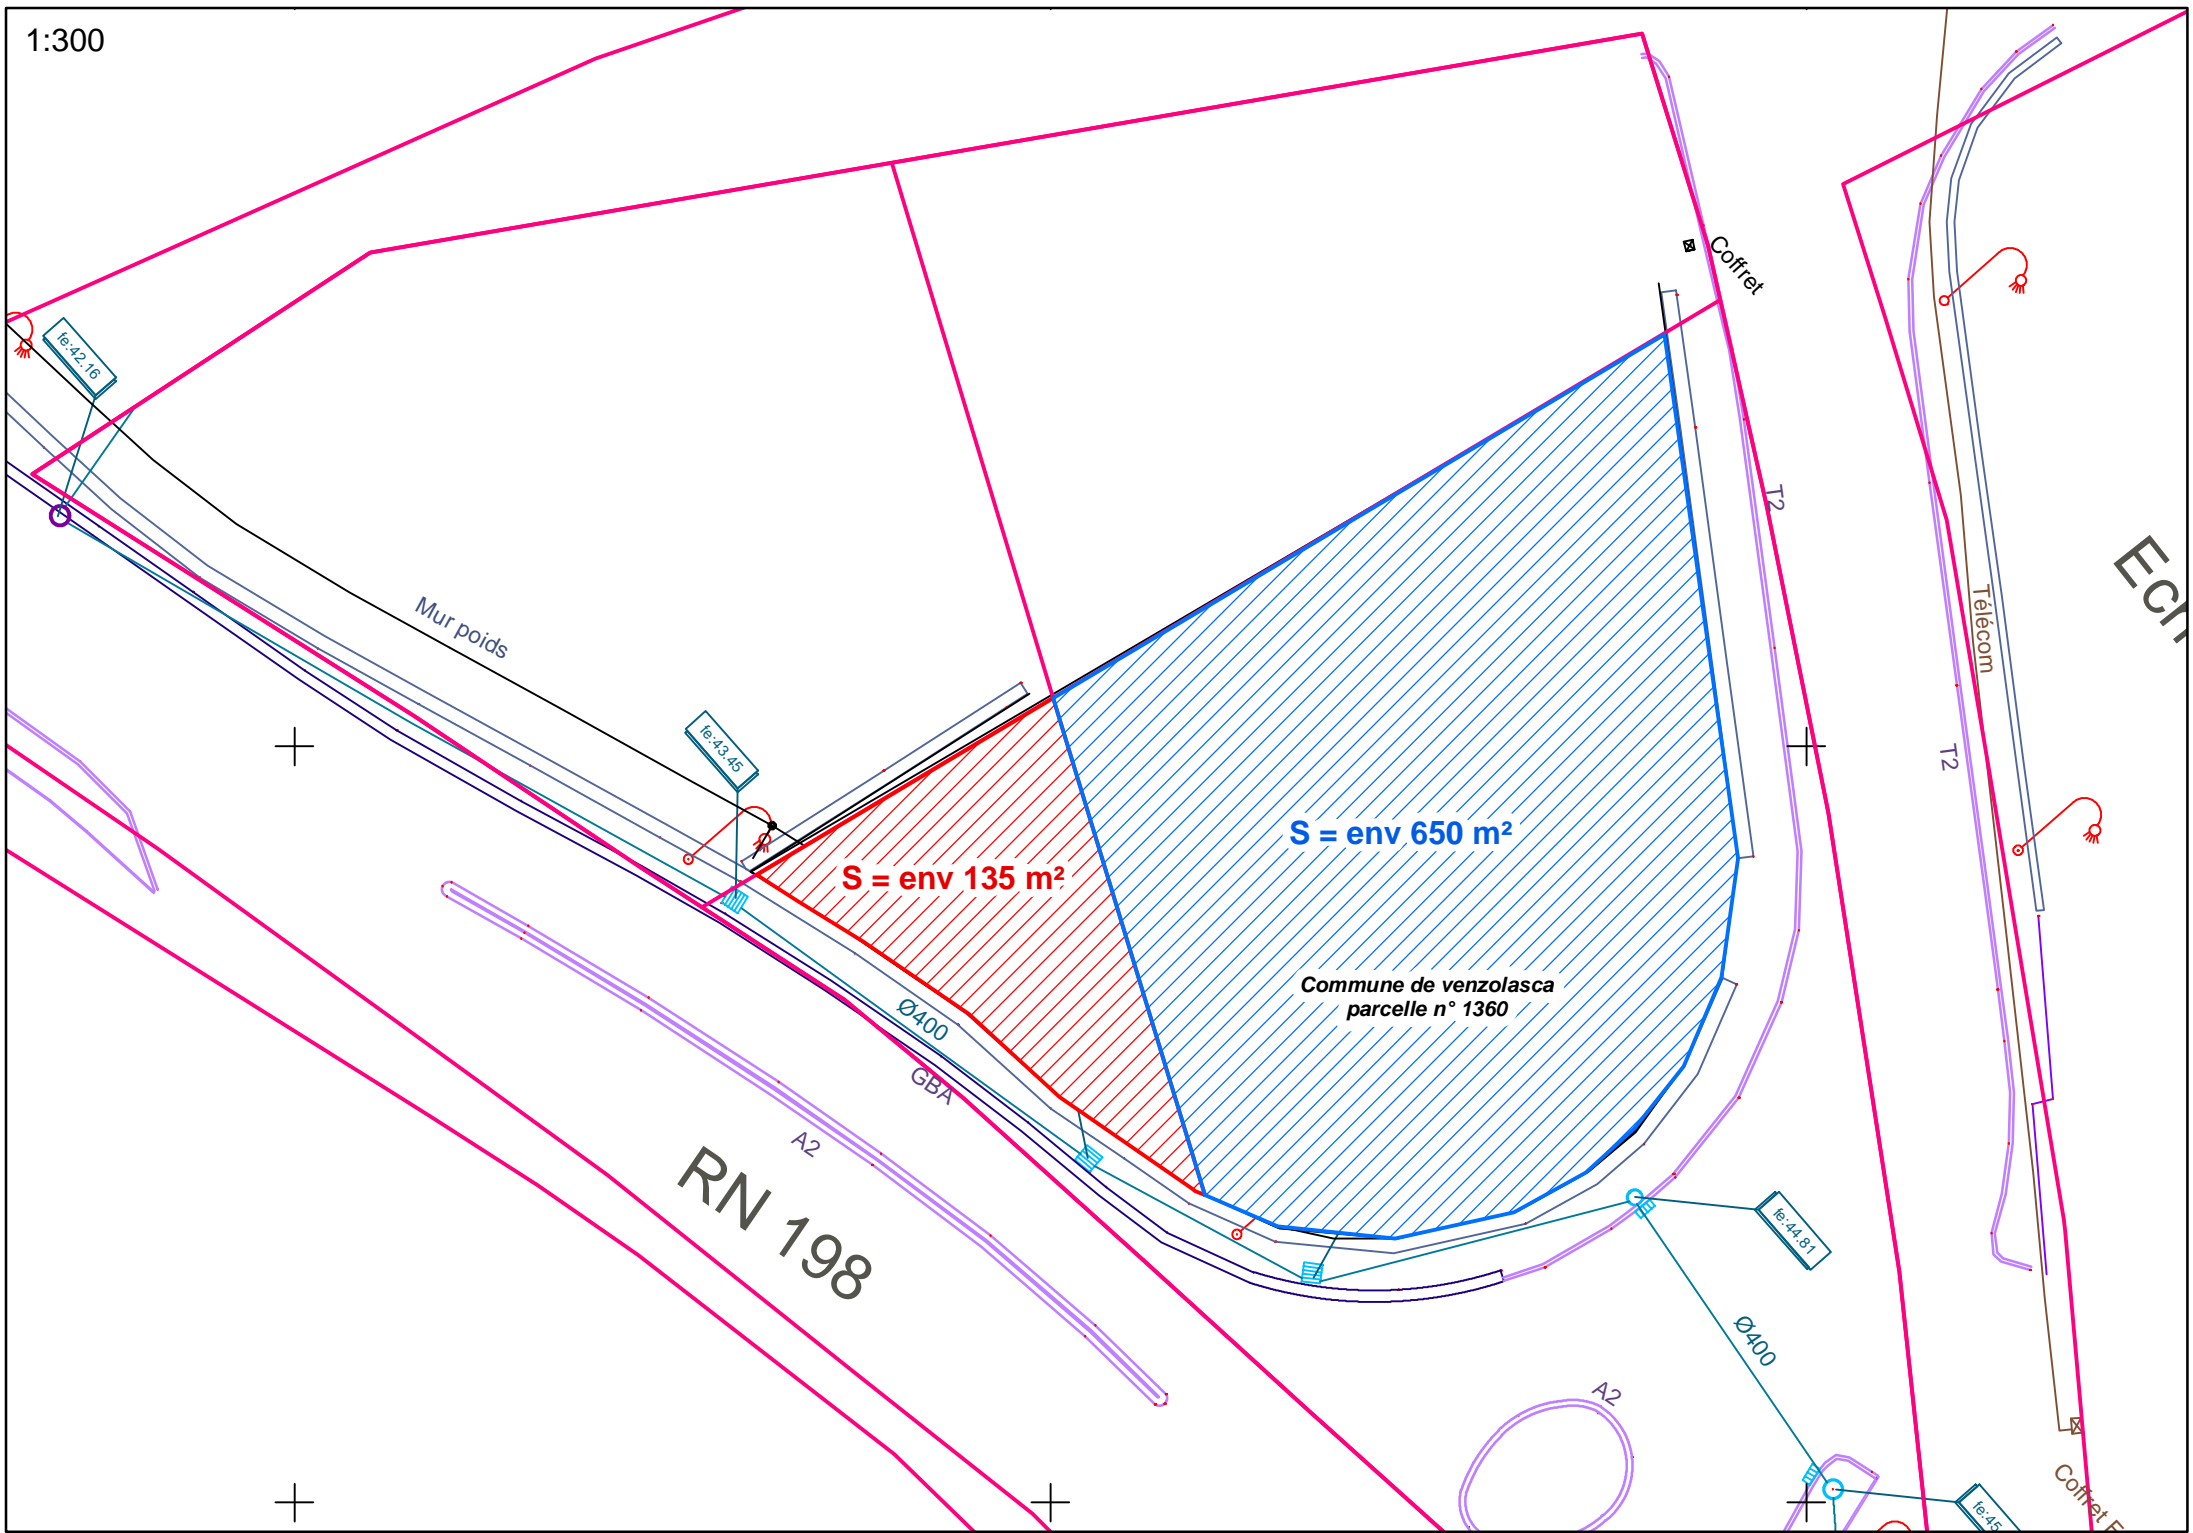 1:300
Coffret
fe:42.16
T2
Mur poids
Télécom
fe:43.45
T2
S = env 650 m²
S = env 135 m²
Commune de venzolasca
parcelle n° 1360
Ø400
GBA
A2
RN 198
fe:44.81
Ø400
A2
Coffret